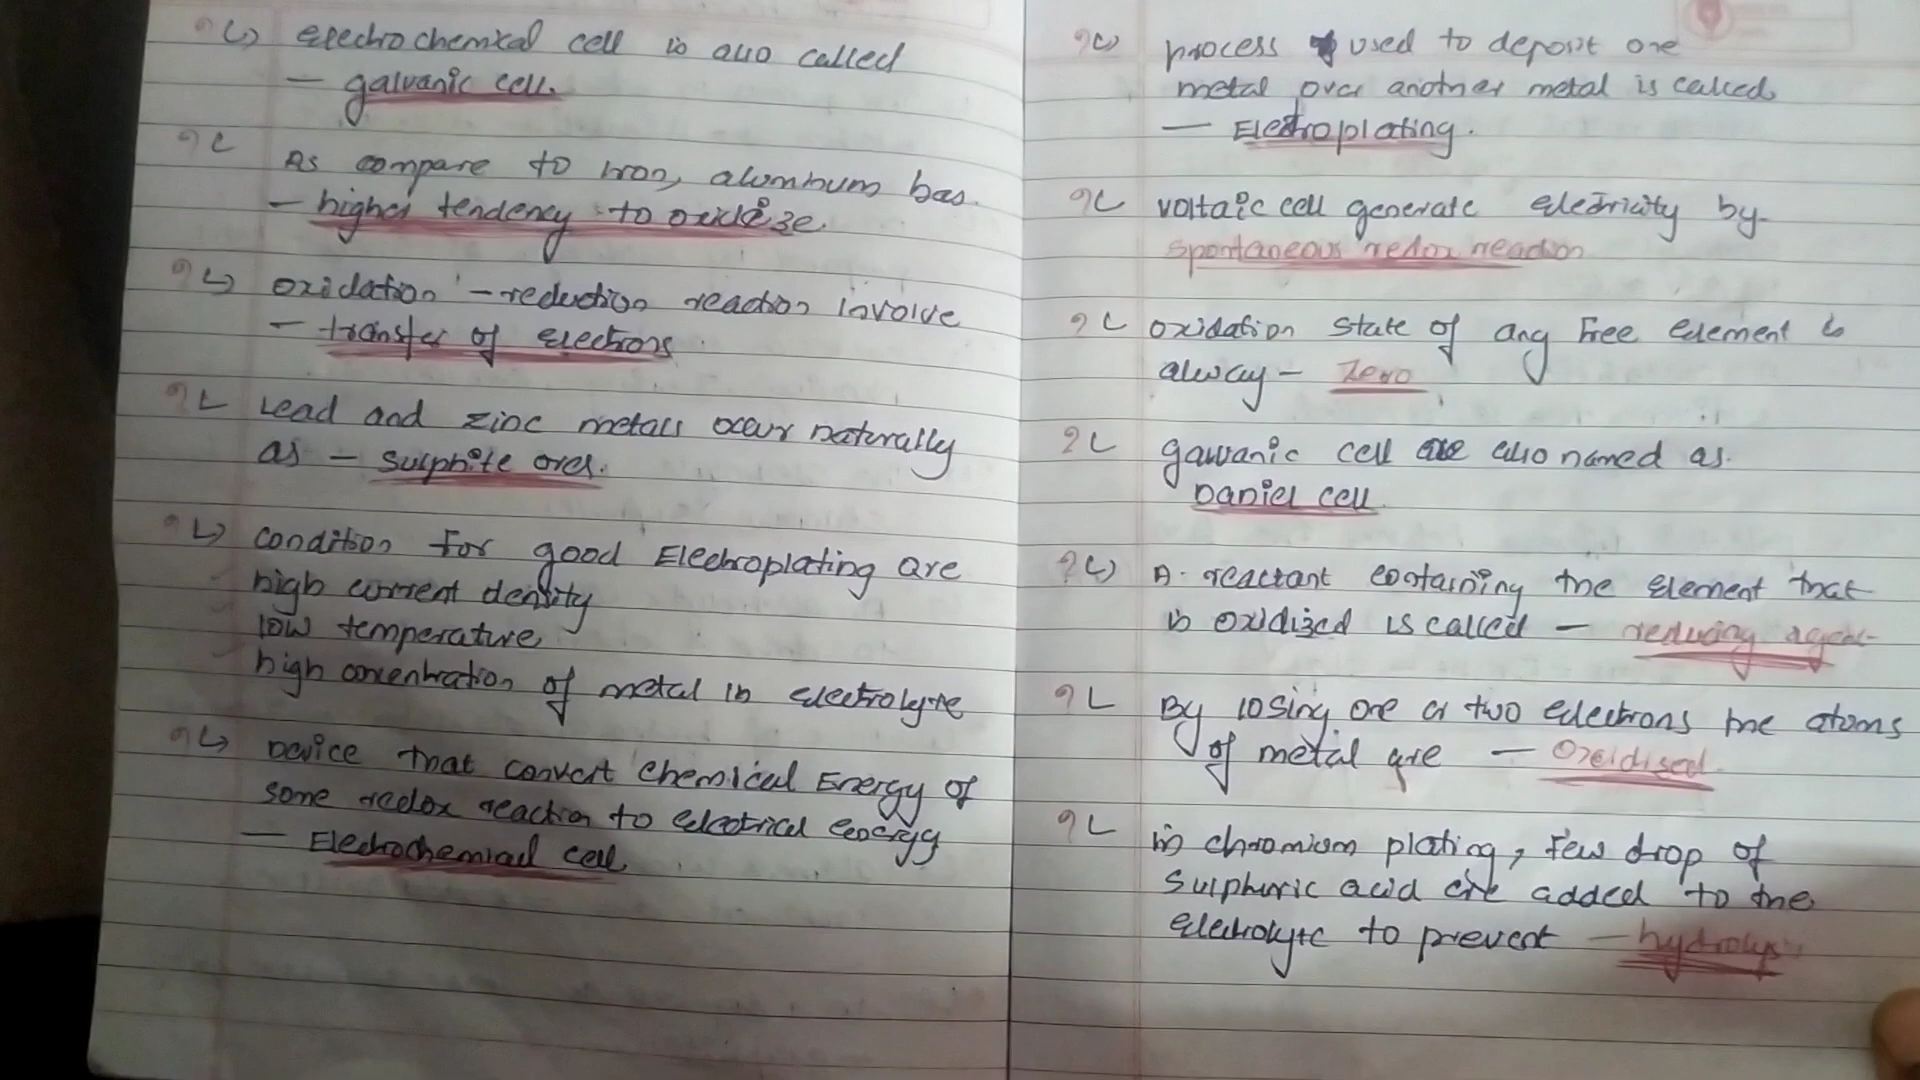 Electrochemical cell is also called
— galvanic cell.
As compare to Iron, aluminum has
— higher tendency to oxidize
oxidation - reduction reaction involve
— transfer of electrons
Lead and zinc metals occur naturally
as — sulphite ores.
condition for good Electroplating are
high current density
low temperature
high concentration of metal in electrolyte
Device that convert chemical Energy of
some redox reaction to electrical energy
— Electrochemical cell
process used to deposit one
metal over another metal is called
— Electroplating.
voltaic cell generate electricity by-
spontaneous redox reaction
oxidation state of any Free element is
alway — zero
galvanic cell are also named as
Daniel cell
A reactant containing the element that
is oxidized is called — reducing agent
By losing one or two electrons the atoms
of metal are — oxidised
in chromium plating, few drop of
sulphuric acid are added to the
electrolyte to prevent — hydrolysis